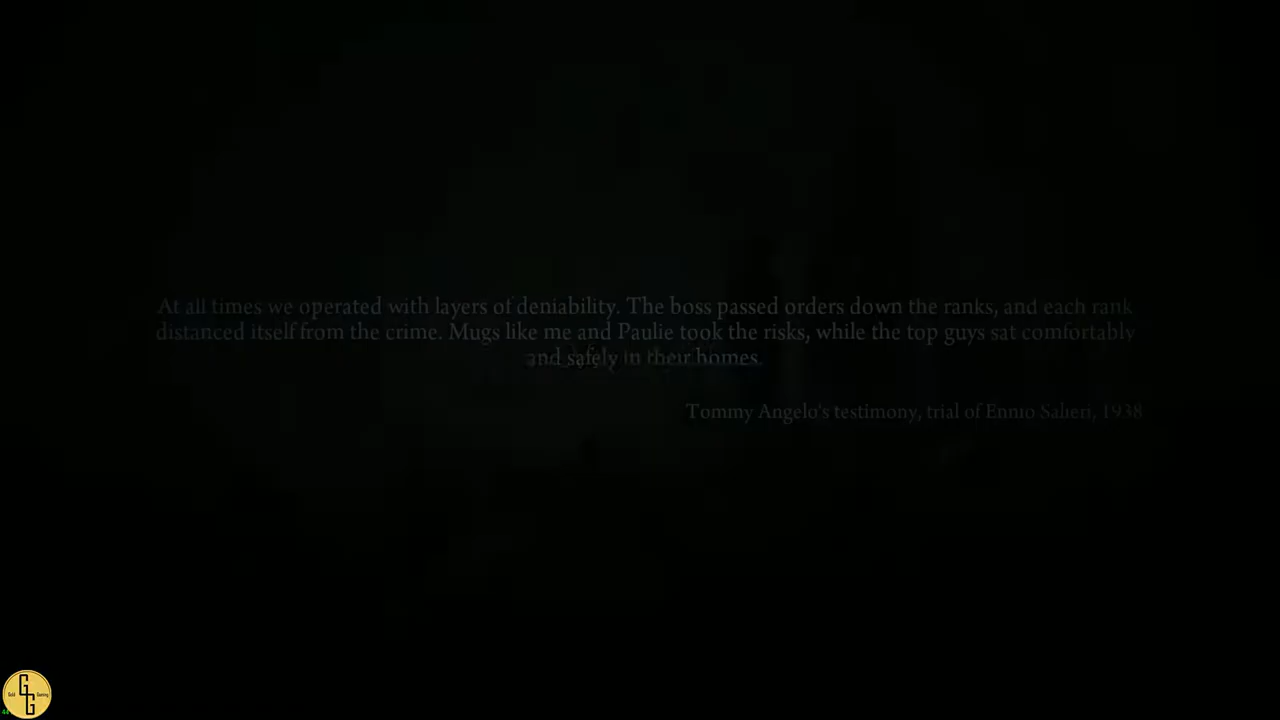 At all times we operated with layers of deniability. The boss passed orders down the ranks, and each rank
distanced itself from the crime. Mugs like me and Paulie took the risks, while the top guys sat comfortably
and safely in their homes.
Tommy Angelo's testimony, trial of Ennio Salieri, 1938
Gold G G Gaming